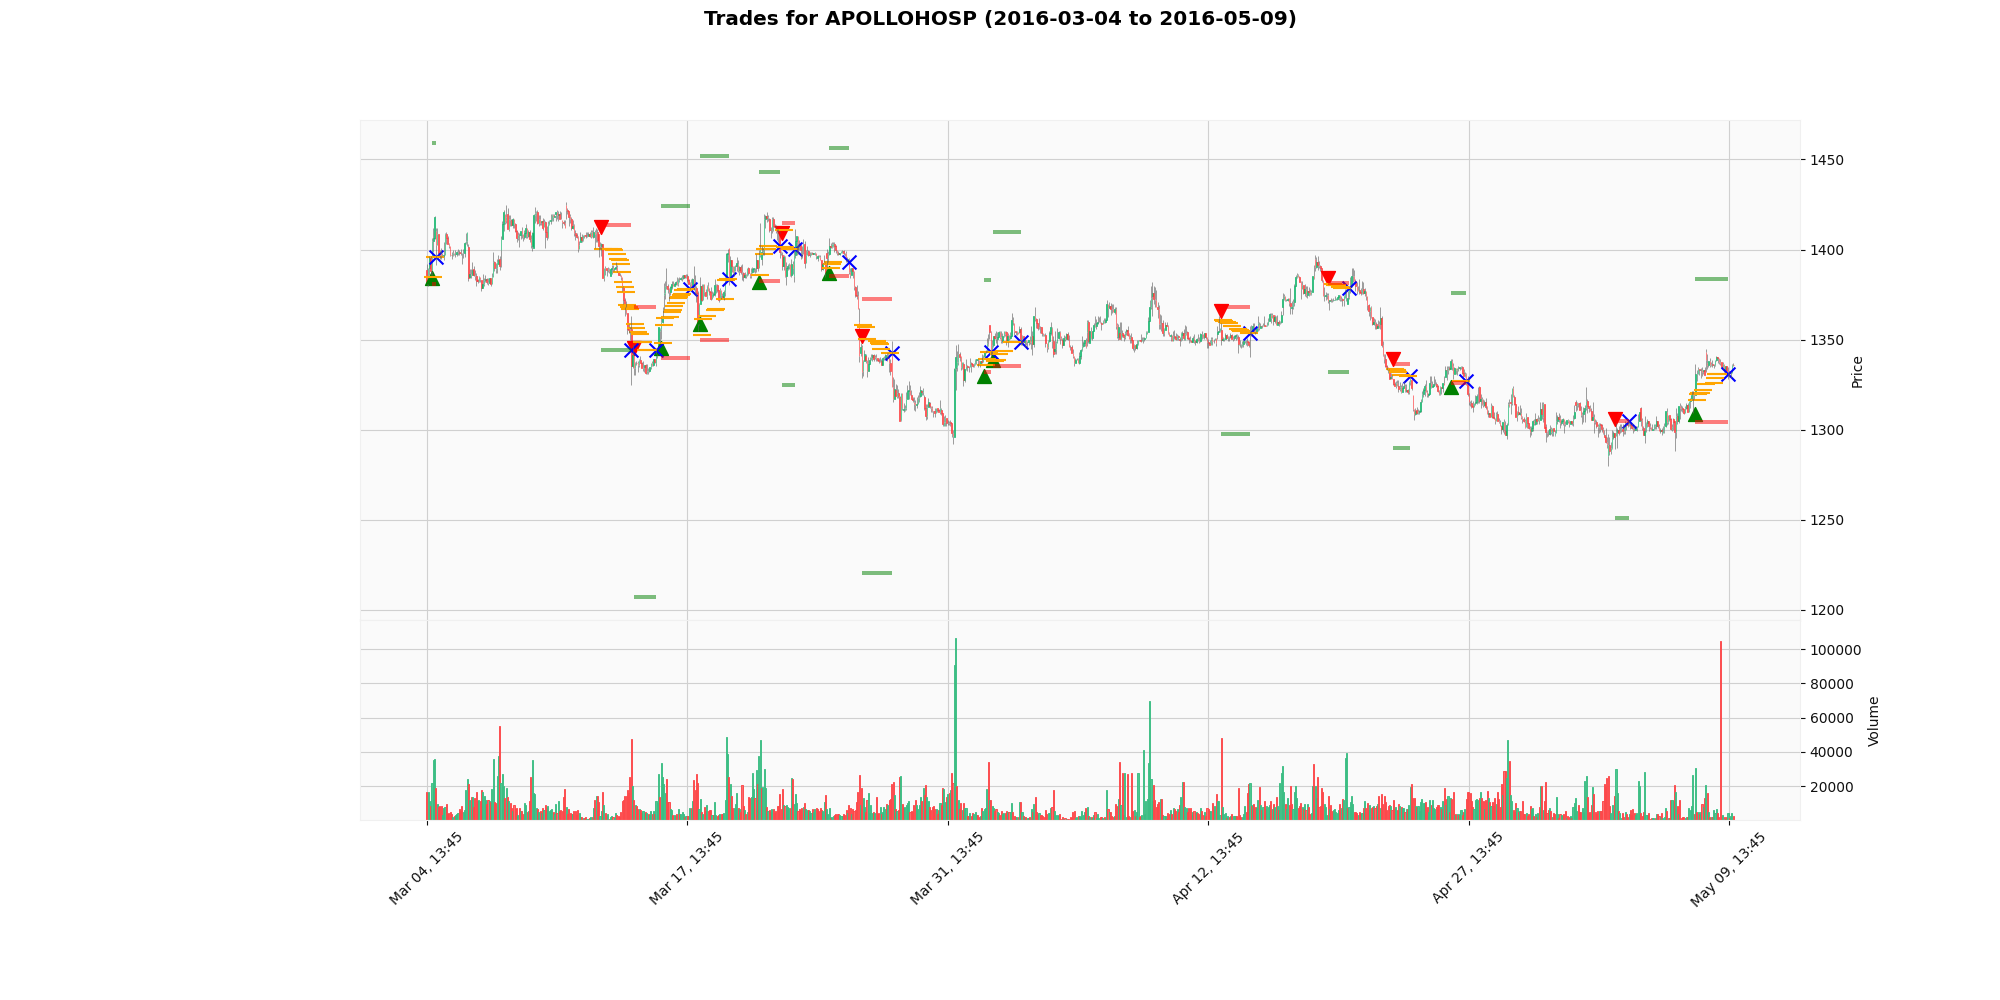 Trades for APOLLOHOSP (2016-03-04 to 2016-05-09)
1450
1400
1350
1300
1250
1200
Price
100000
80000
60000
40000
20000
Volume
Mar 04, 13:45
Mar 17, 13:45
Mar 31, 13:45
Apr 12, 13:45
Apr 27, 13:45
May 09, 13:45